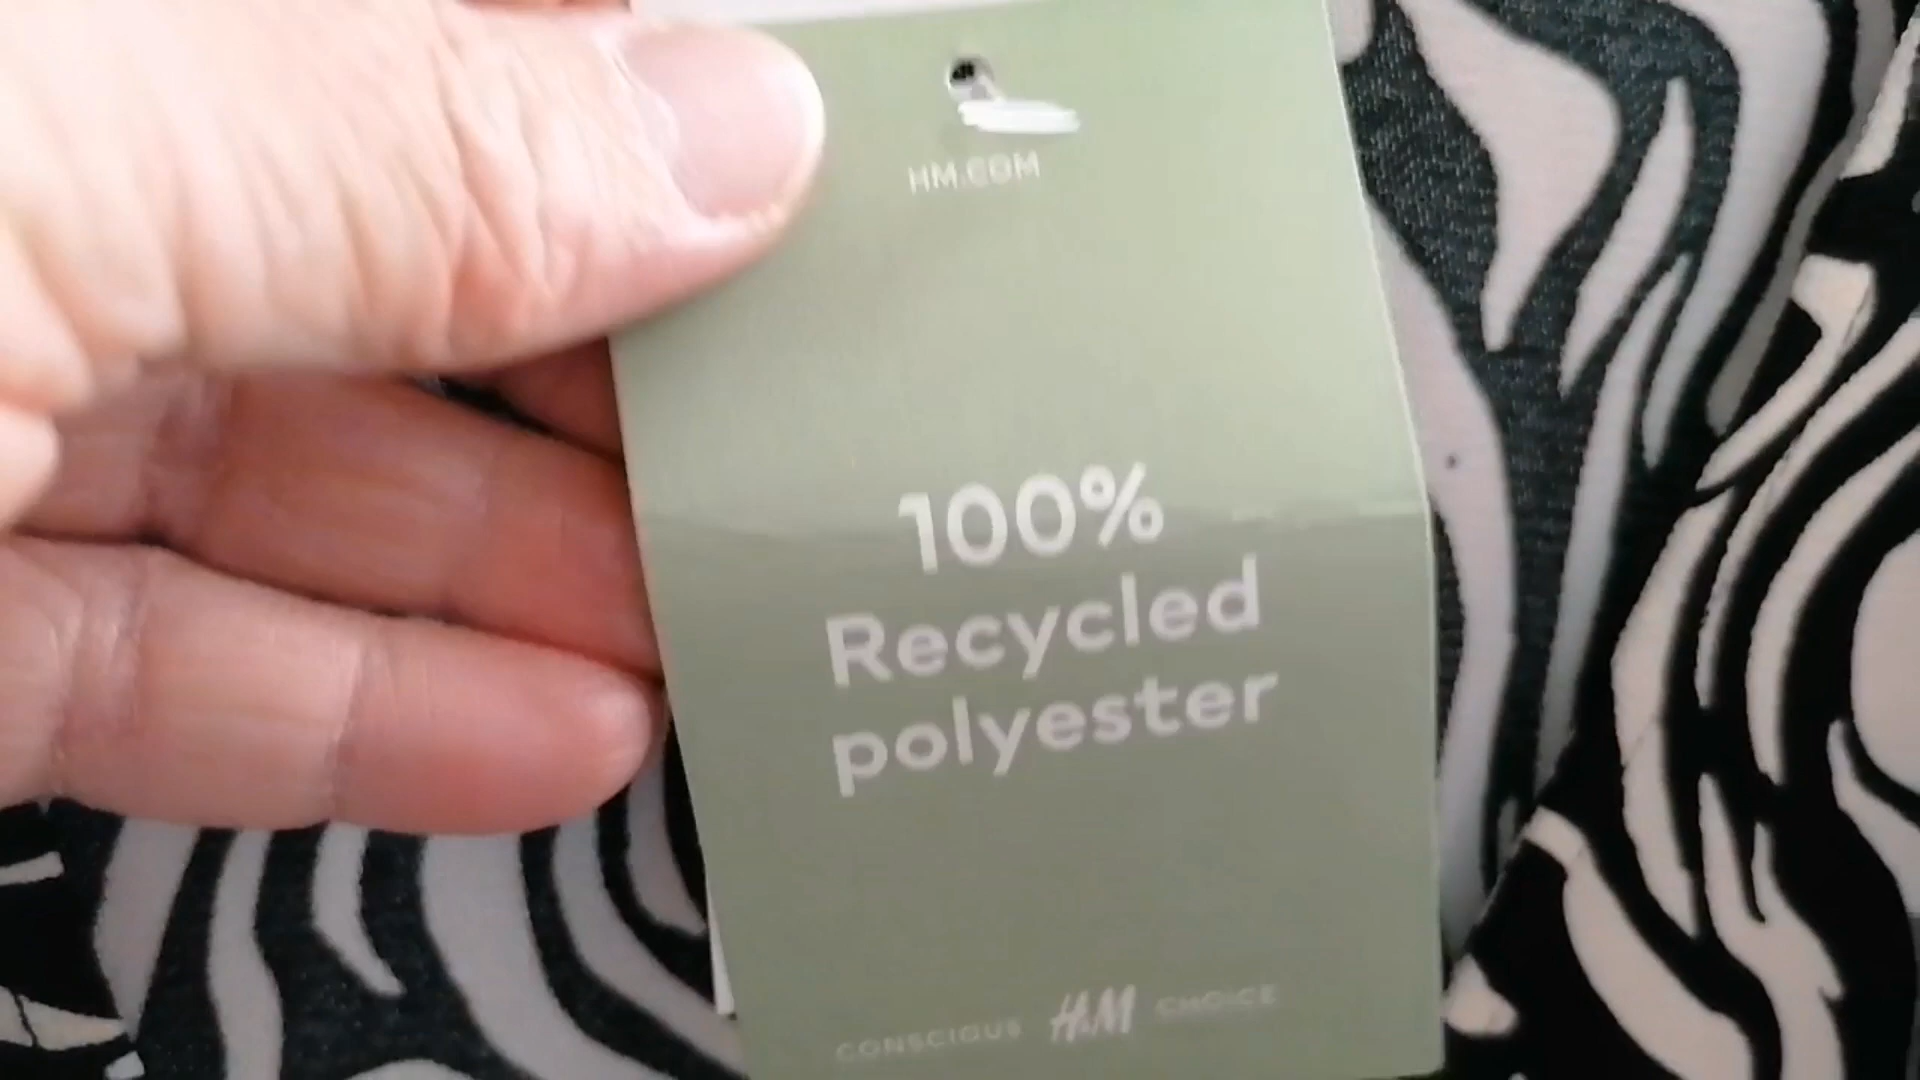 HM.COM
100%
Recycled
polyester
CONSCIOUS H&M CHOICE